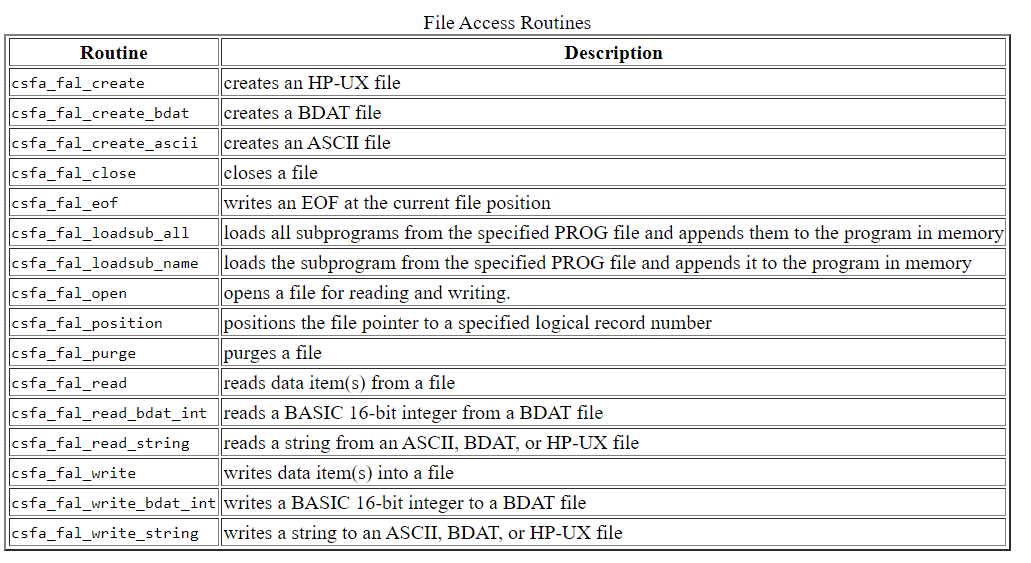 File Access Routines
Routine Description
csfa_fal_create creates an HP-UX file
csfa_fal_create_bdat creates a BDAT file
csfa_fal_create_ascii creates an ASCII file
csfa_fal_close closes a file
csfa_fal_eof writes an EOF at the current file position
csfa_fal_loadsub_all loads all subprograms from the specified PROG file and appends them to the program in memory
csfa_fal_loadsub_name loads the subprogram from the specified PROG file and appends it to the program in memory
csfa_fal_open opens a file for reading and writing.
csfa_fal_position positions the file pointer to a specified logical record number
csfa_fal_purge purges a file
csfa_fal_read reads data item(s) from a file
csfa_fal_read_bdat_int reads a BASIC 16-bit integer from a BDAT file
csfa_fal_read_string reads a string from an ASCII, BDAT, or HP-UX file
csfa_fal_write writes data item(s) into a file
csfa_fal_write_bdat_int writes a BASIC 16-bit integer to a BDAT file
csfa_fal_write_string writes a string to an ASCII, BDAT, or HP-UX file